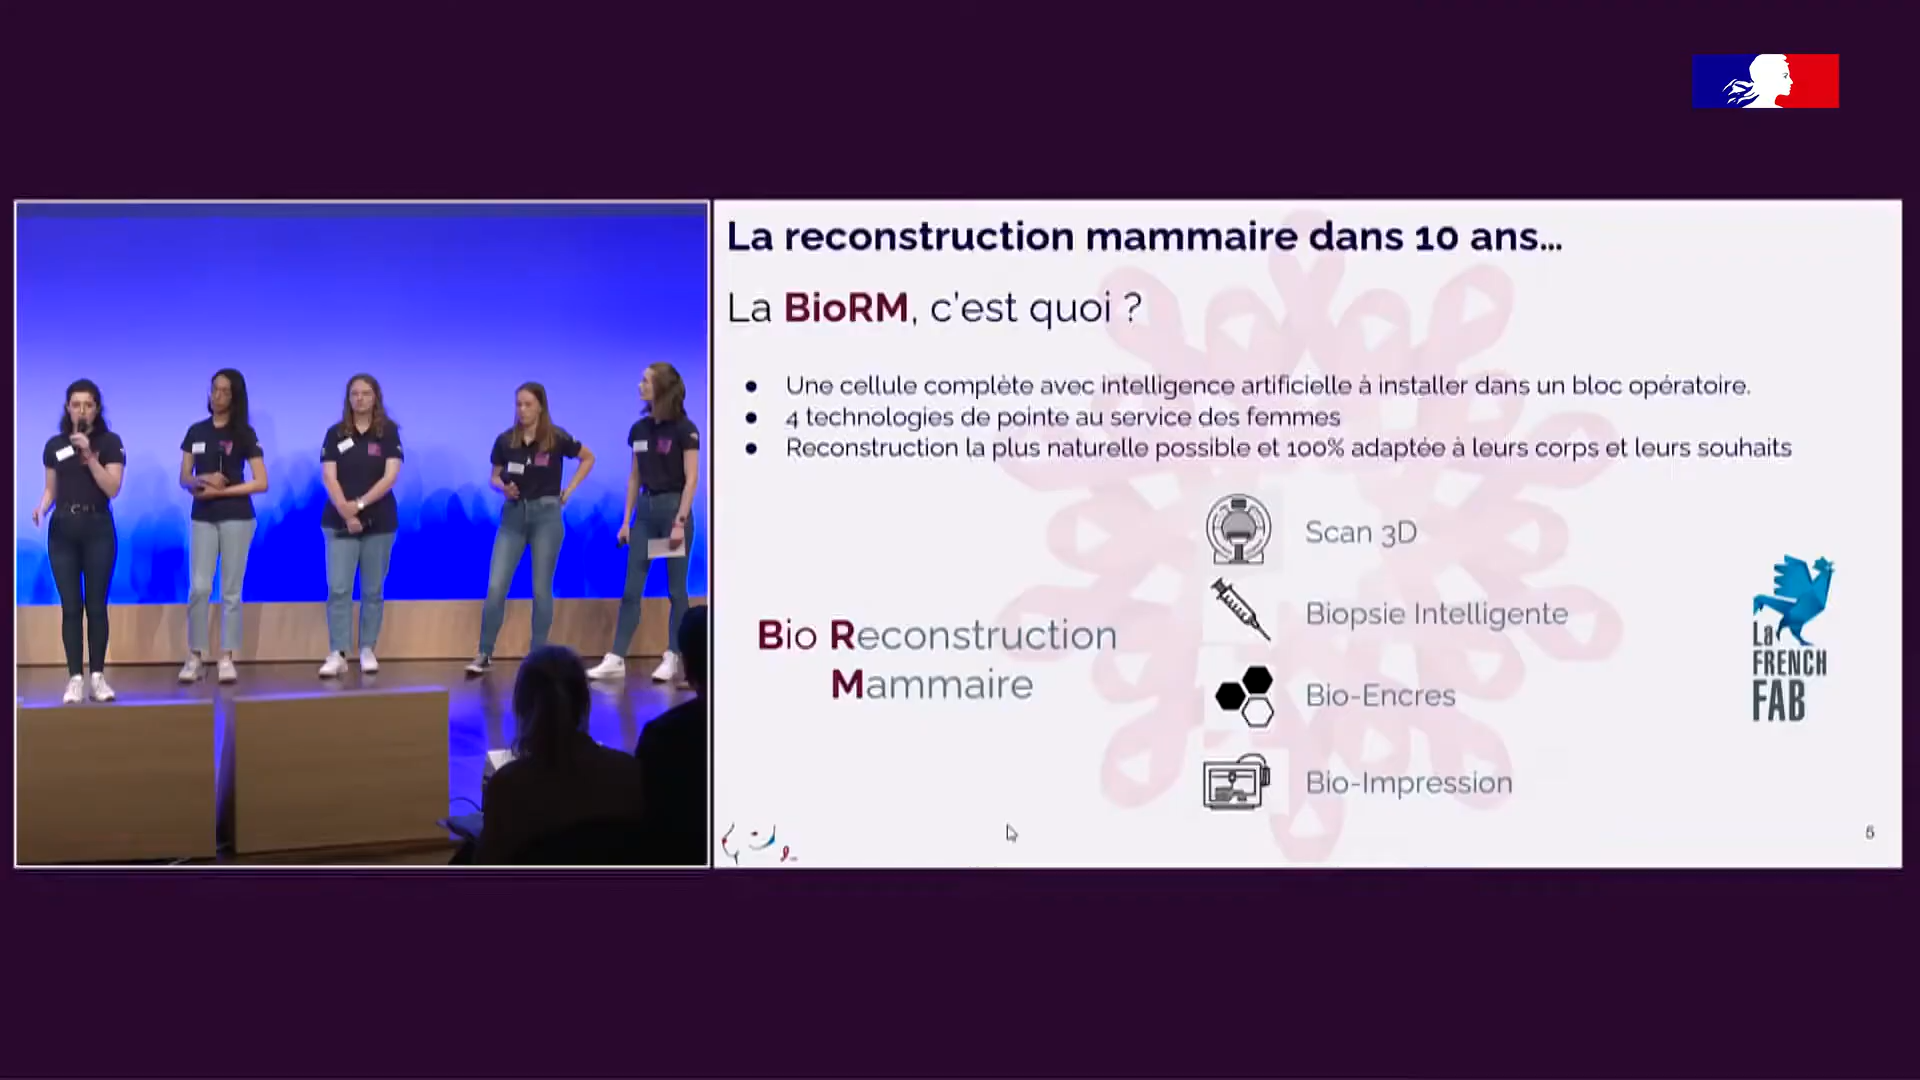 La reconstruction mammaire dans 10 ans...
La BioRM, c'est quoi ?
● Une cellule complète avec intelligence artificielle à installer dans un bloc opératoire.
● 4 technologies de pointe au service des femmes
● Reconstruction la plus naturelle possible et 100% adaptée à leurs corps et leurs souhaits
Bio Reconstruction
Mammaire
Scan 3D
Biopsie Intelligente
Bio-Encres
Bio-Impression
La
FRENCH
FAB
5